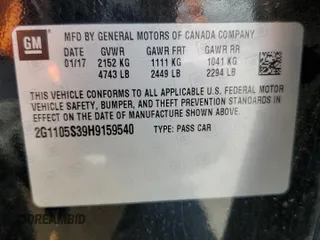 GM
MFD BY GENERAL MOTORS OF CANADA COMPANY.
DATE GVWR GAWR FRT GAWR RR
01/17 2152 KG 1111 KG 1041 KG
4743 LB 2449 LB 2294 LB
THIS VEHICLE CONFORMS TO ALL APPLICABLE U.S. FEDERAL MOTOR
VEHICLE SAFETY, BUMPER, AND THEFT PREVENTION STANDARDS
IN EFFECT ON THE DATE OF MANUFACTURE SHOWN ABOVE.
2G1105S39H9159540 TYPE: PASS CAR